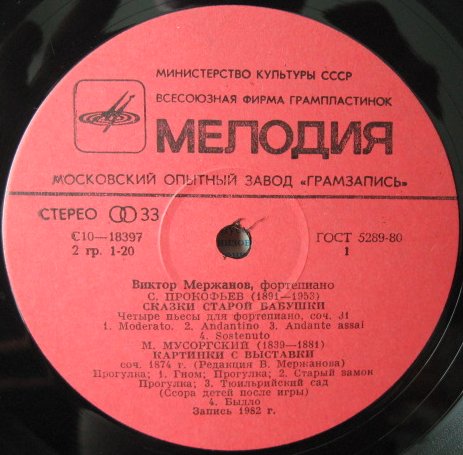 МИНИСТЕРСТВО КУЛЬТУРЫ СССР
ВСЕСОЮЗНАЯ ФИРМА ГРАМПЛАСТИНОК
МЕЛОДИЯ
МОСКОВСКИЙ ОПЫТНЫЙ ЗАВОД «ГРАМЗАПИСЬ»
СТЕРЕО 33
С10—18397 ГОСТ 5289-80
2 гр. 1-20 1
Виктор Мержанов, фортепиано
С. ПРОКОФЬЕВ (1891—1953)
СКАЗКИ СТАРОЙ БАБУШКИ
Четыре пьесы для фортепиано, соч. 31
1. Moderato. 2. Andantino 3. Andante assai
4. Sostenuto
М. МУСОРГСКИЙ (1839—1881)
КАРТИНКИ С ВЫСТАВКИ
соч. 1874 г. (Редакция В. Мержанова)
Прогулка; 1. Гном; Прогулка; 2. Старый замок
Прогулка; 3. Тюильрийский сад
(Ссора детей после игры)
4. Быдло
Запись 1982 г.